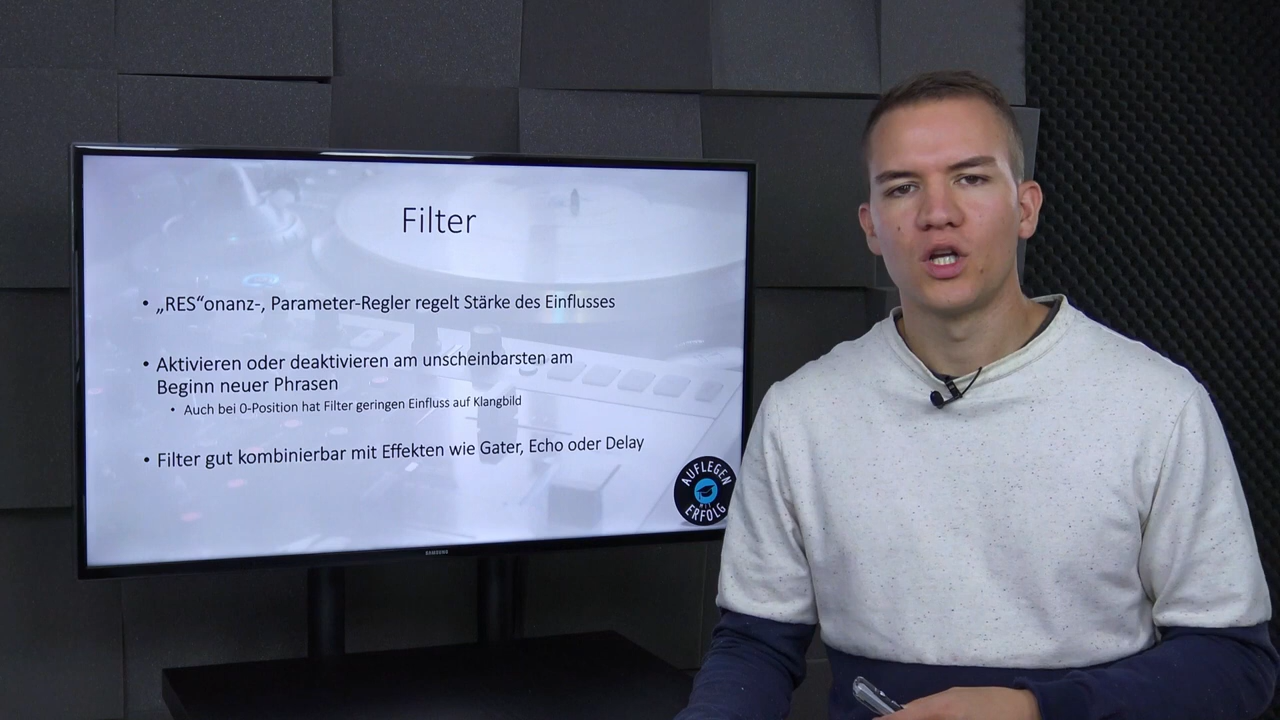 Filter
• „RES“onanz-, Parameter-Regler regelt Stärke des Einflusses
• Aktivieren oder deaktivieren am unscheinbarsten am
Beginn neuer Phrasen
• Auch bei 0-Position hat Filter geringen Einfluss auf Klangbild
• Filter gut kombinierbar mit Effekten wie Gater, Echo oder Delay
AUFLEGEN
MIT
ERFOLG
SAMSUNG